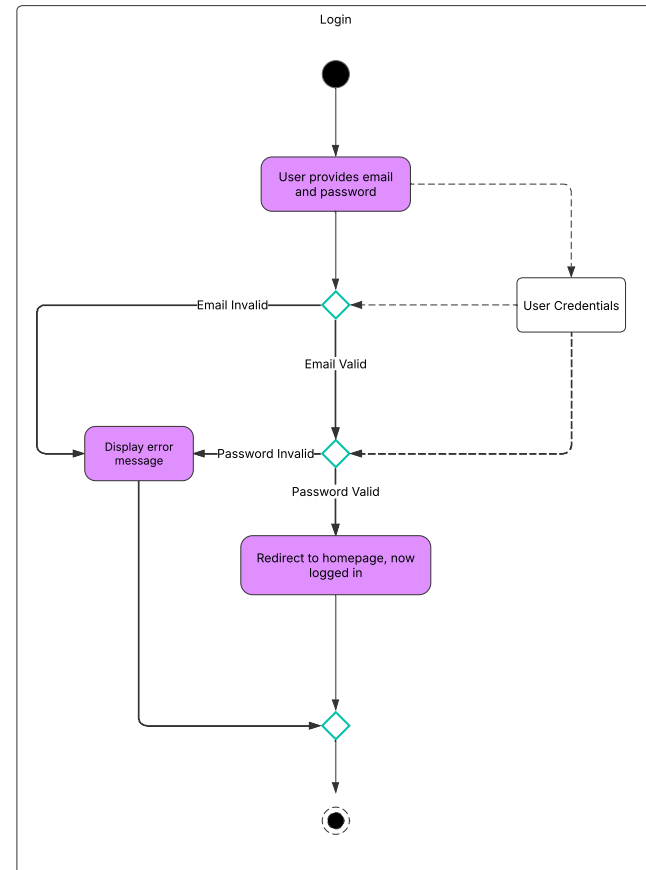 Login
User provides email
and password
User Credentials
Email Invalid
Email Valid
Display error
message
Password Invalid
Password Valid
Redirect to homepage, now
logged in